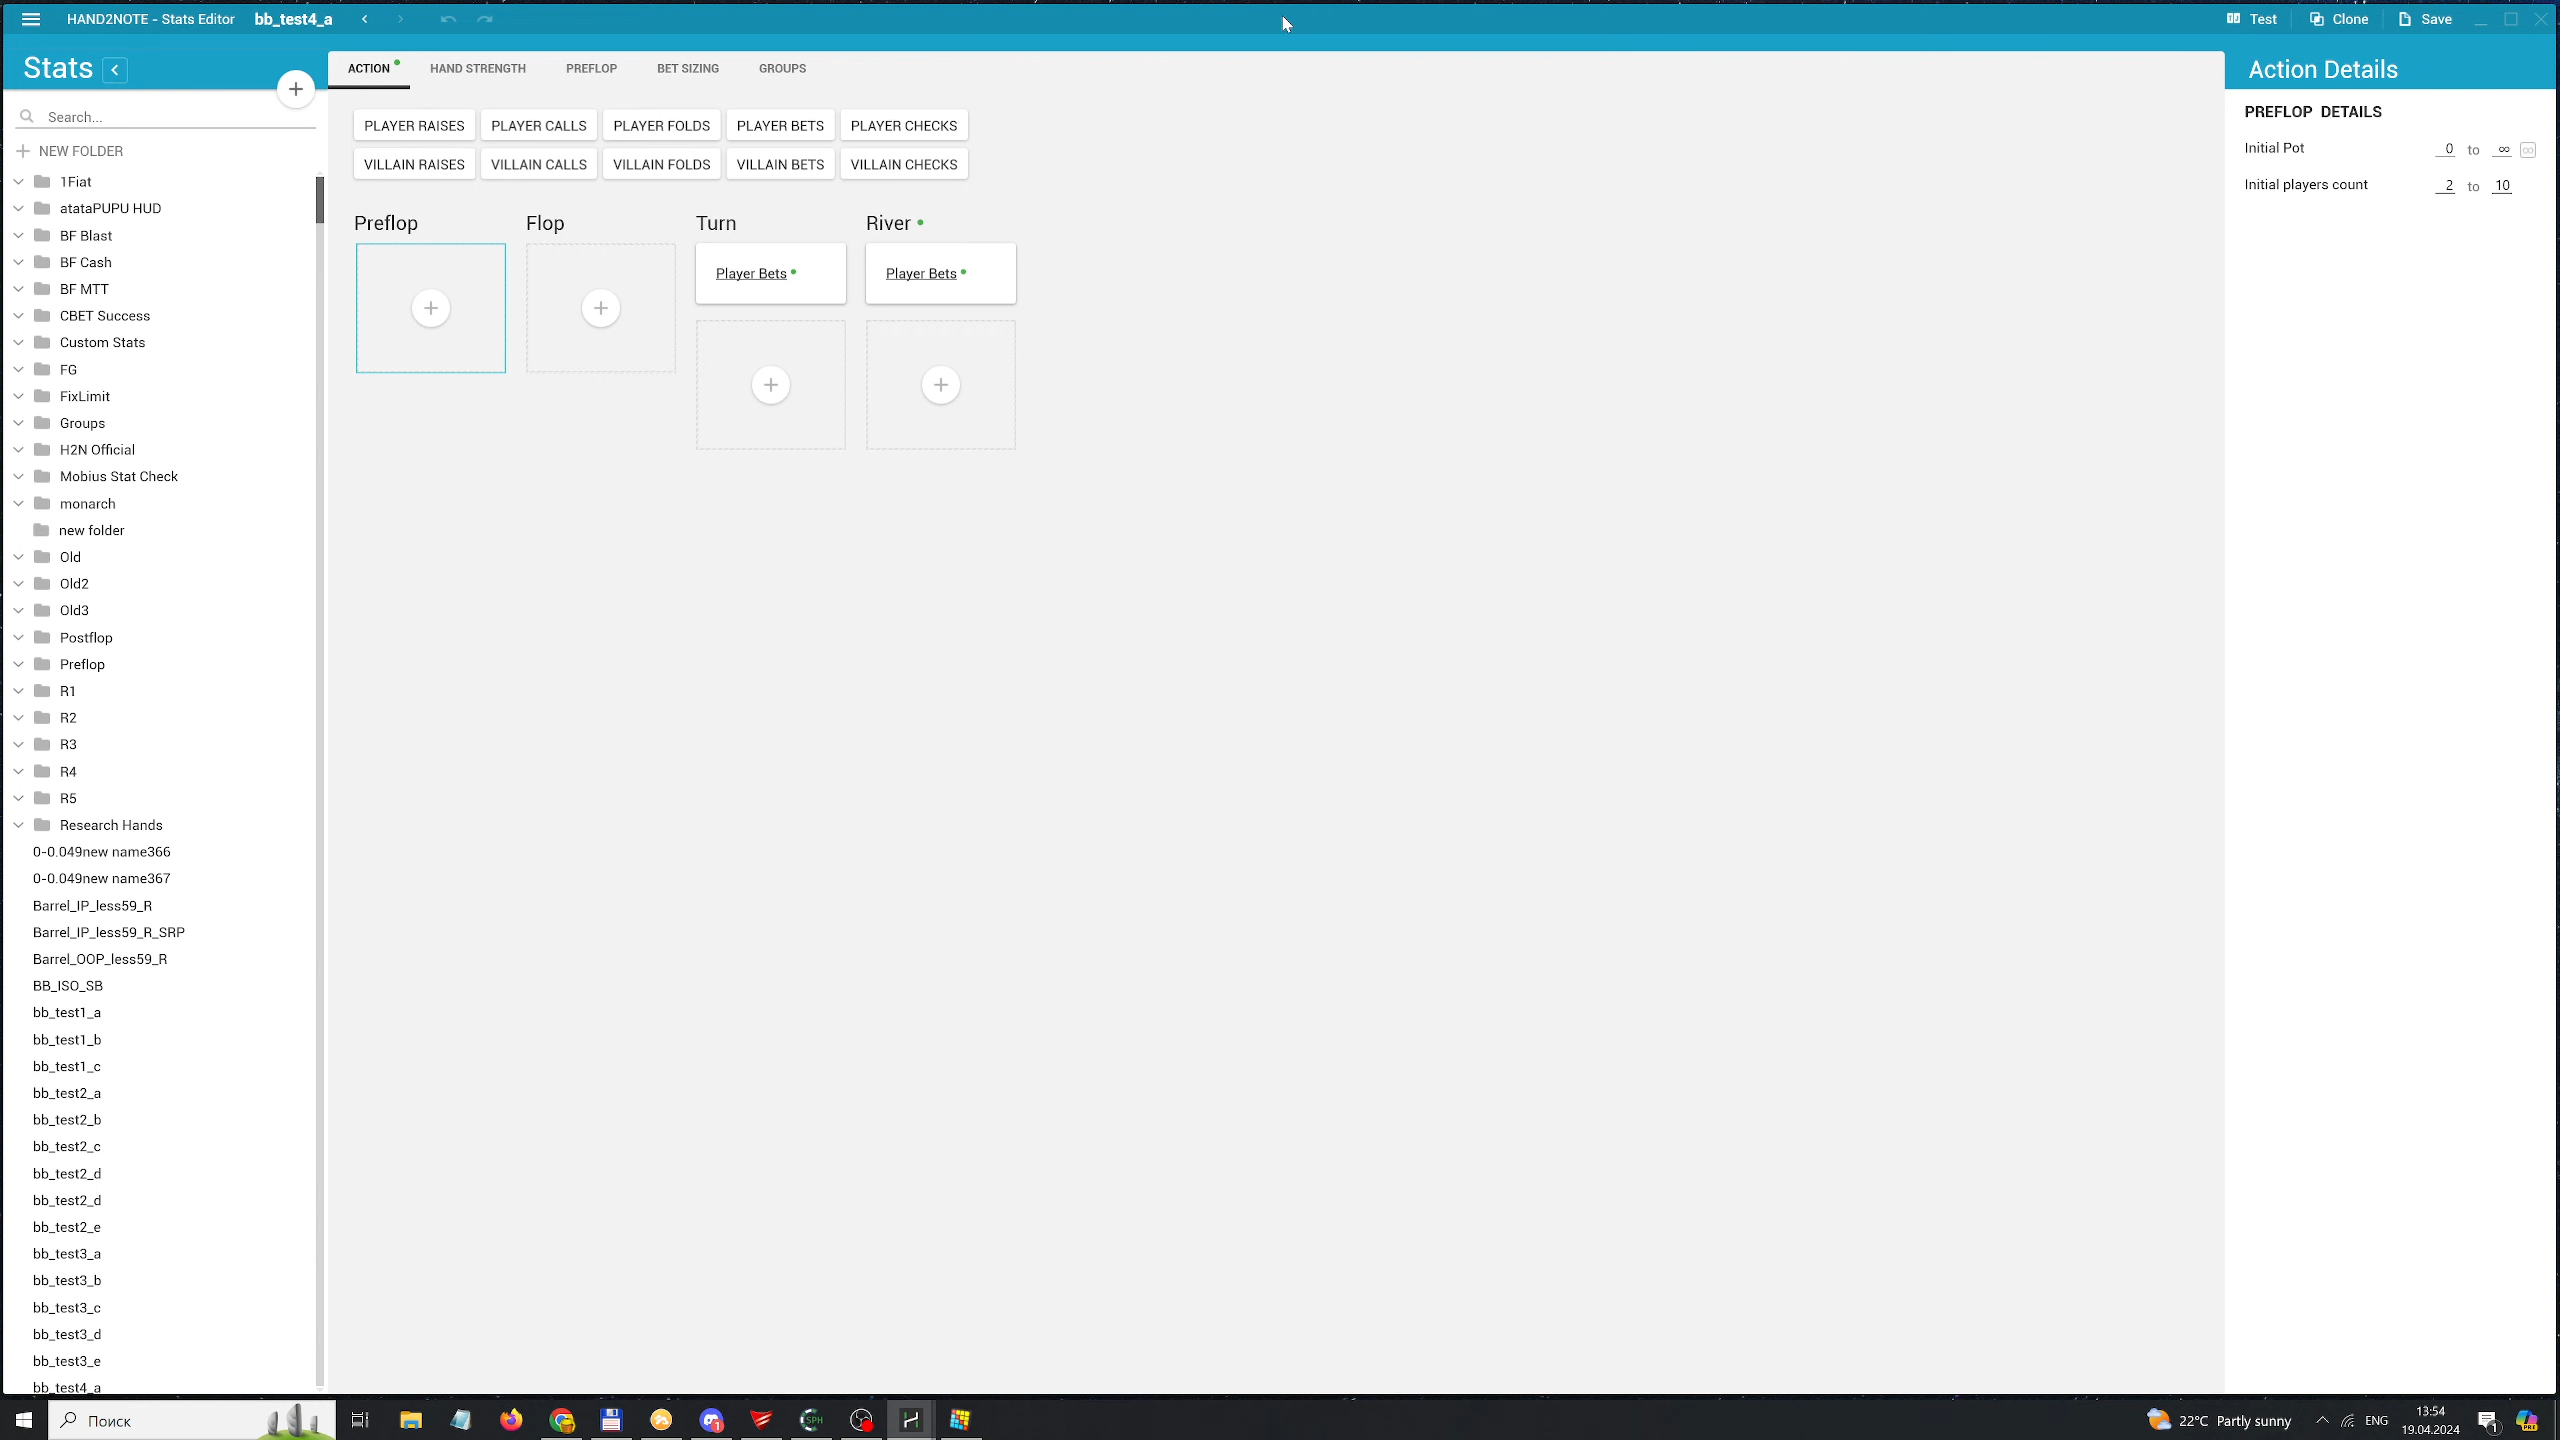 HAND2NOTE - Stats Editor bb_test4_a
Test Clone Save
Stats
Search...
NEW FOLDER
1Fiat
atataPUPU HUD
BF Blast
BF Cash
BF MTT
CBET Success
Custom Stats
FG
FixLimit
Groups
H2N Official
Mobius Stat Check
monarch
new folder
Old
Old2
Old3
Postflop
Preflop
R1
R2
R3
R4
R5
Research Hands
0-0.049new name366
0-0.049new name367
Barrel_IP_less59_R
Barrel_IP_less59_R_SRP
Barrel_OOP_less59_R
BB_ISO_SB
bb_test1_a
bb_test1_b
bb_test1_c
bb_test2_a
bb_test2_b
bb_test2_c
bb_test2_d
bb_test2_d
bb_test2_e
bb_test3_a
bb_test3_b
bb_test3_c
bb_test3_d
bb_test3_e
bb_test4_a
ACTION HAND STRENGTH PREFLOP BET SIZING GROUPS
PLAYER RAISES PLAYER CALLS PLAYER FOLDS PLAYER BETS PLAYER CHECKS
VILLAIN RAISES VILLAIN CALLS VILLAIN FOLDS VILLAIN BETS VILLAIN CHECKS
Preflop Flop Turn River
Player Bets Player Bets
Action Details
PREFLOP DETAILS
Initial Pot 0 to ∞
Initial players count 2 to 10
Поиск
SPH
22°C Partly sunny
ENG
13:54
19.04.2024